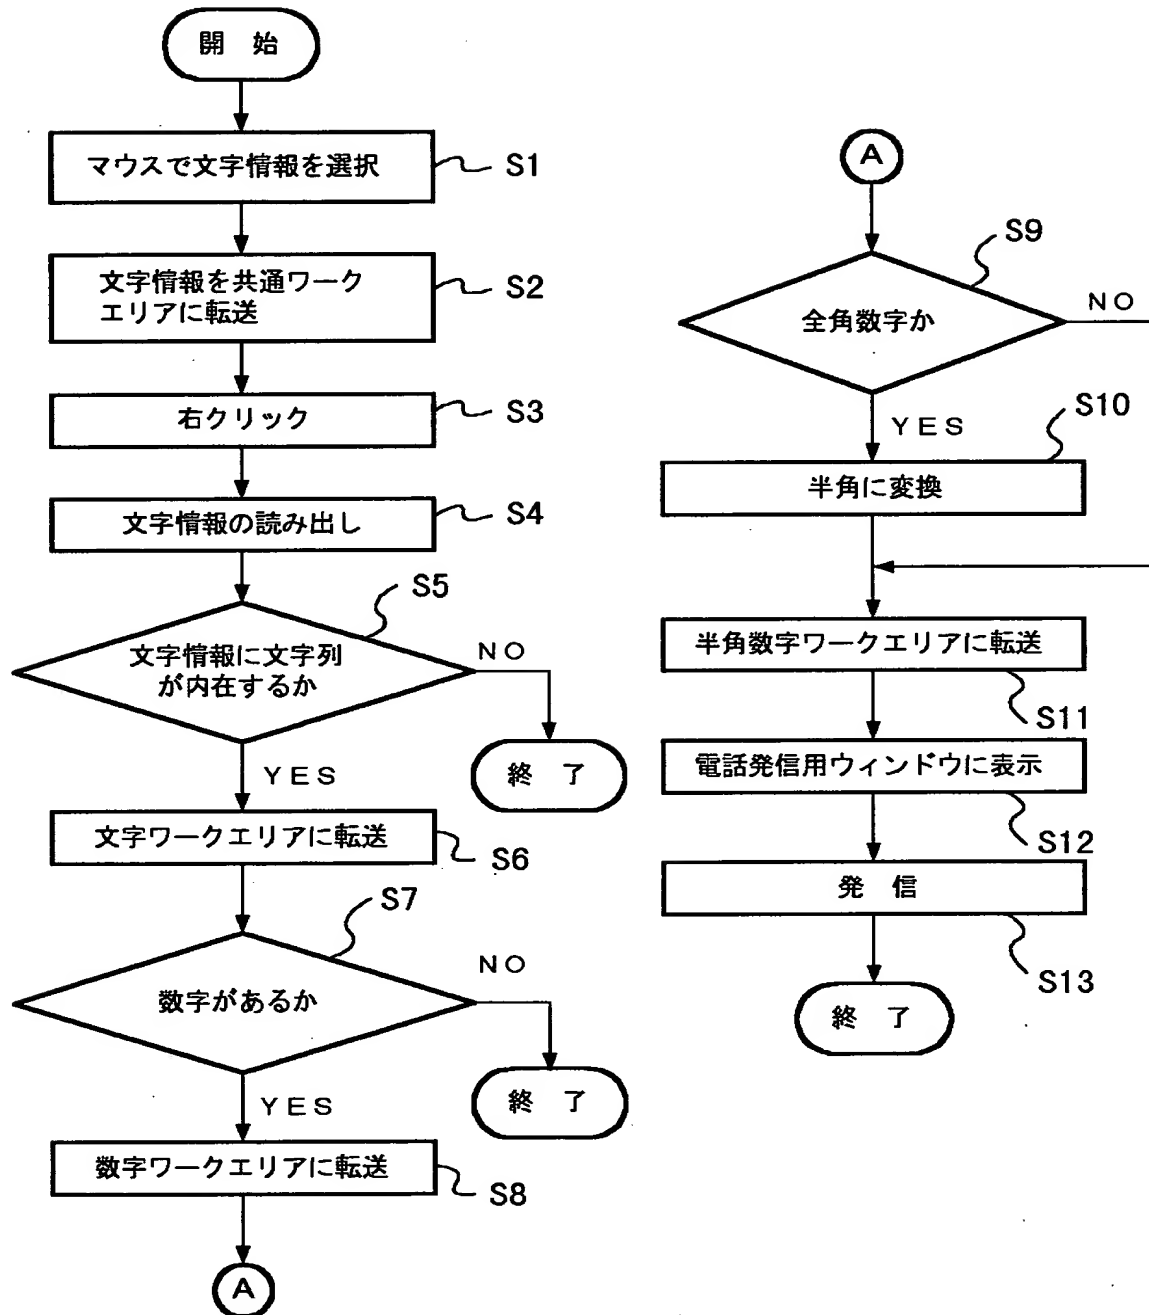 開 始
マウスで文字情報を選択
S1
文字情報を共通ワーク
エリアに転送
S2
右クリック
S3
文字情報の読み出し
S4
S5
文字情報に文字列
が内在するか
NO
終 了
YES
文字ワークエリアに転送
S6
S7
数字があるか
NO
終 了
YES
数字ワークエリアに転送
S8
A
A
S9
全角数字か
NO
YES
S10
半角に変換
半角数字ワークエリアに転送
S11
電話発信用ウィンドウに表示
S12
発 信
S13
終 了